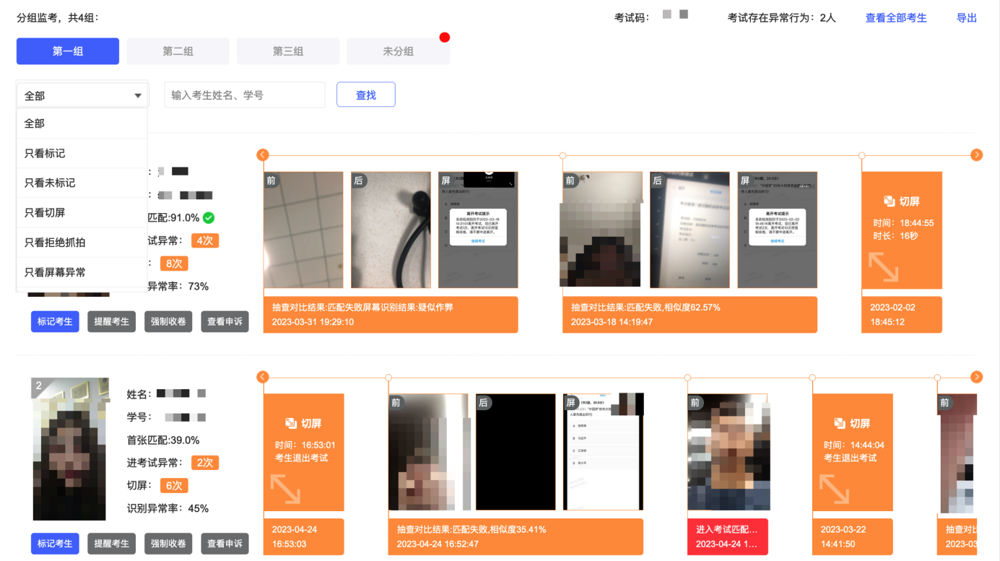 分组监考，共4组：
考试码：
考试存在异常行为：2人
查看全部考生
导出
第一组
第二组
第三组
未分组
全部
输入考生姓名、学号
查找
全部
只看标记
只看未标记
只看切屏
只看拒绝抓拍
只看屏幕异常
匹配:91.0%
试异常： 4次
： 8次
异常率：73%
标记考生
提醒考生
强制收卷
查看申诉
前
后
屏
离开考试提示
继续考试
抽查对比结果:匹配失败屏幕识别结果:疑似作弊
2023-03-31 19:29:10
前
后
屏
离开考试提示
继续考试
抽查对比结果:匹配失败,相似度62.57%
2023-03-18 14:19:47
切屏
时间：18:44:55
时长：16秒
2023-02-02
18:45:12
2
姓名：
学号：
首张匹配:39.0%
进考试异常： 2次
切屏： 6次
识别异常率：45%
标记考生
提醒考生
强制收卷
查看申诉
切屏
时间：16:53:01
考生退出考试
2023-04-24
16:53:03
前
后
屏
抽查对比结果:匹配失败,相似度35.41%
2023-04-24 16:52:47
前
进入考试匹配...
2023-04-24 1...
切屏
时间：14:44:04
考生退出考试
2023-03-22
14:41:50
前
抽查对
2023-03